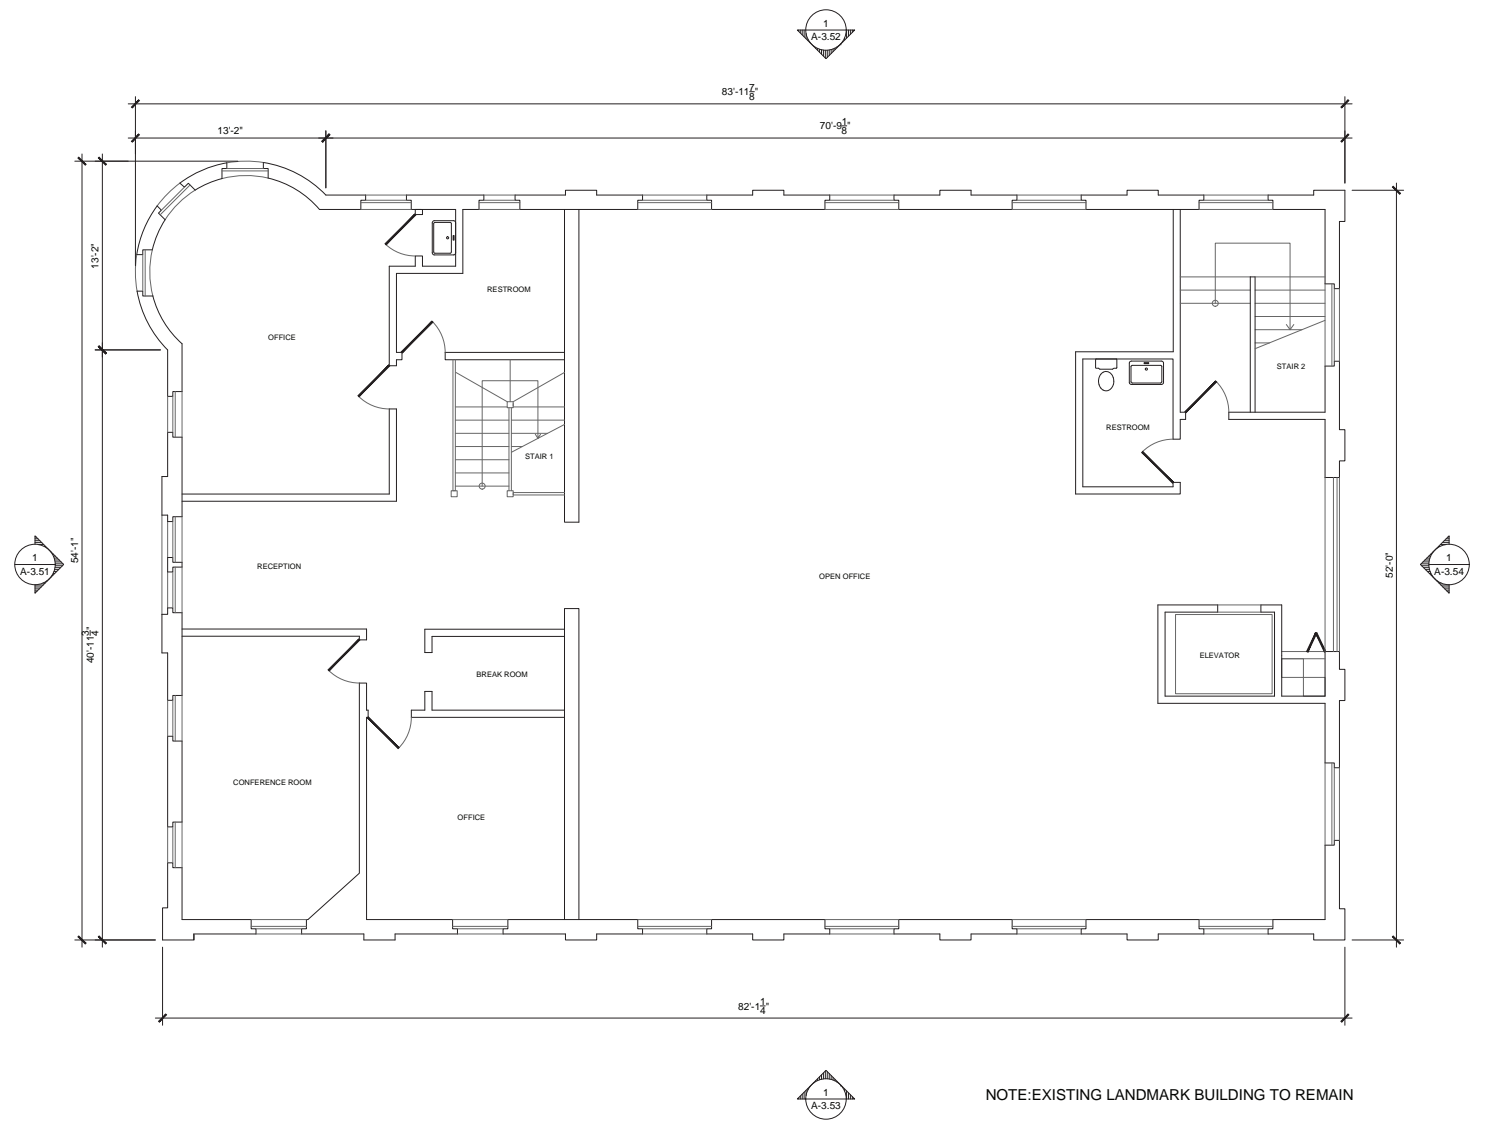 1
A-3.52
83'-11 7/8"
13'-2"
70'-9 1/8"
13'-2"
RESTROOM
OFFICE
STAIR 2
RESTROOM
STAIR 1
54'-1"
1
A-3.51
RECEPTION
OPEN OFFICE
52'-0"
1
A-3.54
40'-11 3/4"
ELEVATOR
BREAK ROOM
CONFERENCE ROOM
OFFICE
82'-1 1/4"
1
A-3.53
NOTE:EXISTING LANDMARK BUILDING TO REMAIN